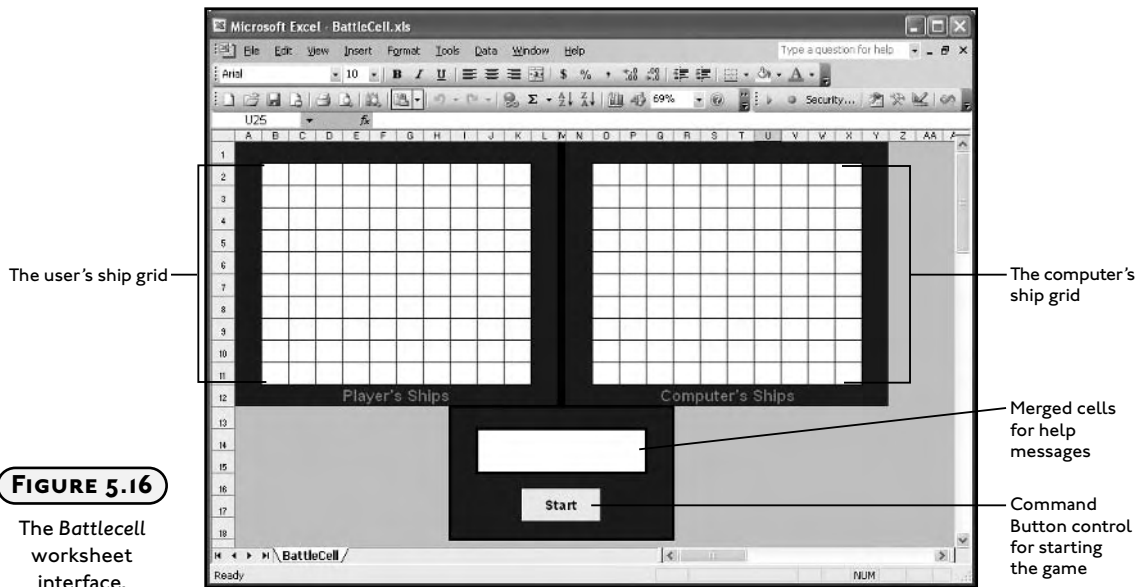 Microsoft Excel - BattleCell.xls
File Edit View Insert Format Tools Data Window Help
Type a question for help
Arial 10 B I U $ % ,
Σ 69% Security...
U25 fx
A B C D E F G H I J K L M N O P Q R S T U V W X Y Z AA
1
2
3
4
5
6
7
8
9
10
11
12
13
14
15
16
17
18
Player's Ships
Computer's Ships
Start
BattleCell
Ready
NUM
The user's ship grid
The computer's
ship grid
Merged cells
for help
messages
Command
Button control
for starting
the game
FIGURE 5.16
The Battlecell
worksheet
interface.